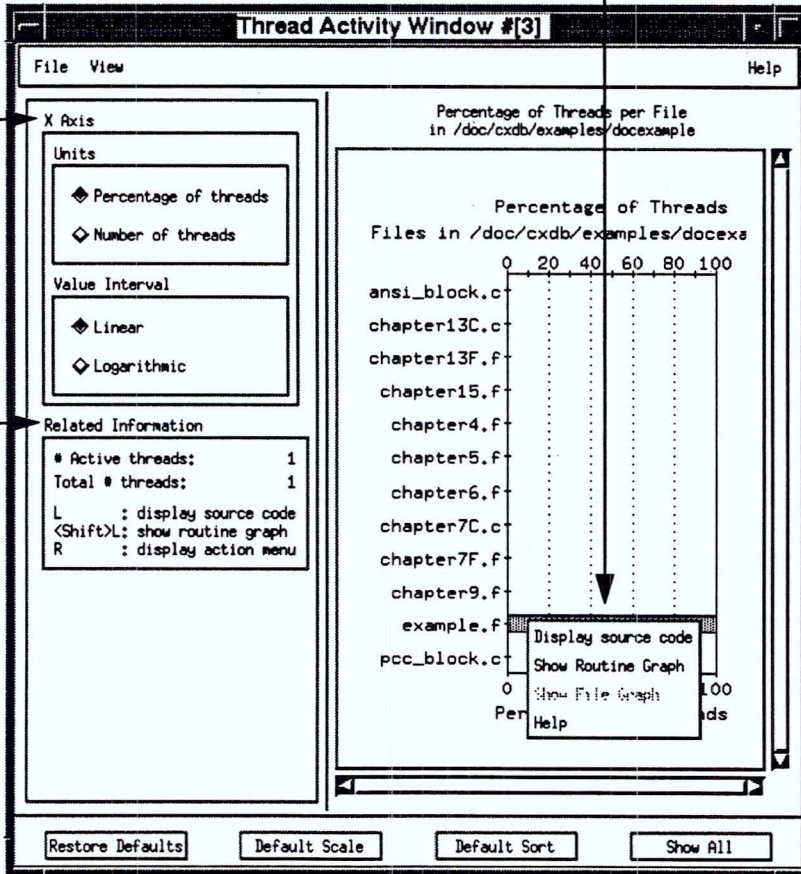 Thread Activity Window #[3]
File View Help
X Axis
Units
Percentage of threads
Number of threads
Value Interval
Linear
Logarithmic
Related Information
# Active threads: 1
Total # threads: 1
L : display source code
<Shift>L: show routine graph
R : display action menu
Percentage of Threads per File
in /doc/cxdb/examples/docexample
Percentage of Threads
Files in /doc/cxdb/examples/docexa
0 20 40 60 80 100
ansi_block.c
chapter13C.c
chapter13F.f
chapter15.f
chapter4.f
chapter5.f
chapter6.f
chapter7C.c
chapter7F.f
chapter9.f
example.f
pcc_block.c
Display source code
Show Routine Graph
Show File Graph
Help
0 100
Per ads
Restore Defaults Default Scale Default Sort Show All